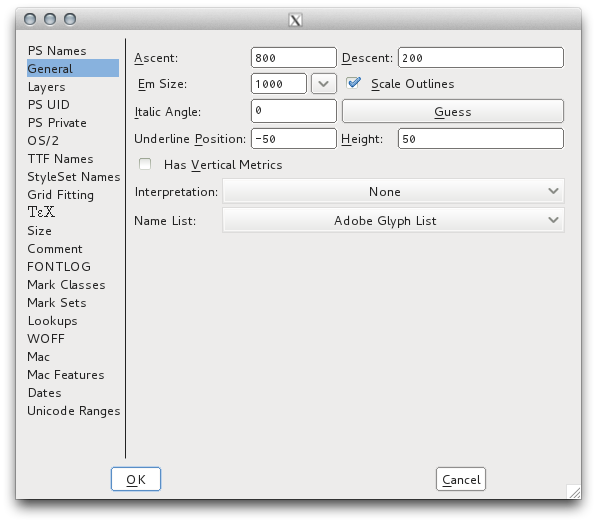 X
PS Names
General
Layers
PS UID
PS Private
OS/2
TTF Names
StyleSet Names
Grid Fitting
ΤεΧ
Size
Comment
FONTLOG
Mark Classes
Mark Sets
Lookups
WOFF
Mac
Mac Features
Dates
Unicode Ranges
Ascent: 800 Descent: 200
Em Size: 1000 Scale Outlines
Italic Angle: 0 Guess
Underline Position: -50 Height: 50
Has Vertical Metrics
Interpretation: None
Name List: Adobe Glyph List
OK Cancel